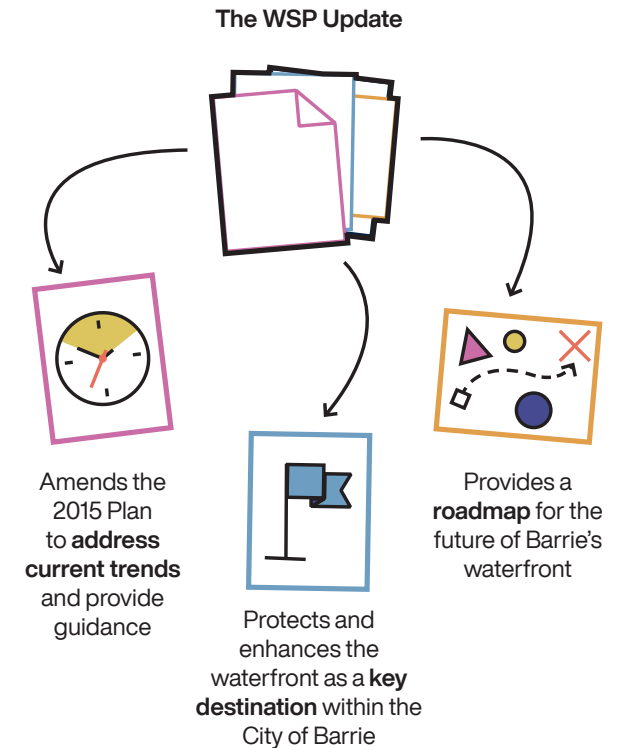 The WSP Update
Amends the
2015 Plan
to address
current trends
and provide
guidance
Protects and
enhances the
waterfront as a key
destination within the
City of Barrie
Provides a
roadmap for the
future of Barrie’s
waterfront